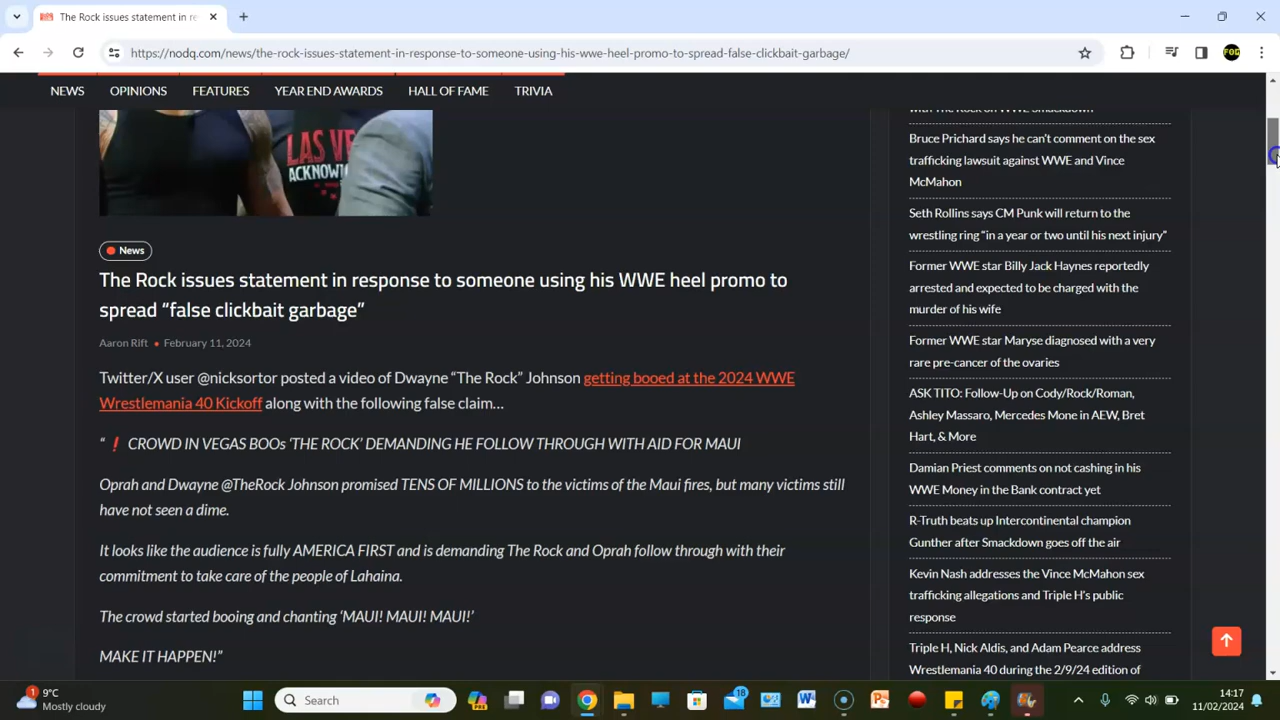 The Rock issues statement in re
https://nodq.com/news/the-rock-issues-statement-in-response-to-someone-using-his-wwe-heel-promo-to-spread-false-clickbait-garbage/
FOG
NEWS
OPINIONS
FEATURES
YEAR END AWARDS
HALL OF FAME
TRIVIA
LAS VE
ACKNOW
News
The Rock issues statement in response to someone using his WWE heel promo to
spread “false clickbait garbage”
Aaron Rift • February 11, 2024
Twitter/X user @nicksortor posted a video of Dwayne “The Rock” Johnson getting booed at the 2024 WWE
Wrestlemania 40 Kickoff along with the following false claim…
“❗ CROWD IN VEGAS BOOs ‘THE ROCK’ DEMANDING HE FOLLOW THROUGH WITH AID FOR MAUI
Oprah and Dwayne @TheRock Johnson promised TENS OF MILLIONS to the victims of the Maui fires, but many victims still
have not seen a dime.
It looks like the audience is fully AMERICA FIRST and is demanding The Rock and Oprah follow through with their
commitment to take care of the people of Lahaina.
The crowd started booing and chanting ‘MAUI! MAUI! MAUI!’
MAKE IT HAPPEN!”
with The Rock on WWE Smackdown
Bruce Prichard says he can't comment on the sex
trafficking lawsuit against WWE and Vince
McMahon
Seth Rollins says CM Punk will return to the
wrestling ring “in a year or two until his next injury”
Former WWE star Billy Jack Haynes reportedly
arrested and expected to be charged with the
murder of his wife
Former WWE star Maryse diagnosed with a very
rare pre-cancer of the ovaries
ASK TITO: Follow-Up on Cody/Rock/Roman,
Ashley Massaro, Mercedes Mone in AEW, Bret
Hart, & More
Damian Priest comments on not cashing in his
WWE Money in the Bank contract yet
R-Truth beats up Intercontinental champion
Gunther after Smackdown goes off the air
Kevin Nash addresses the Vince McMahon sex
trafficking allegations and Triple H's public
response
Triple H, Nick Aldis, and Adam Pearce address
Wrestlemania 40 during the 2/9/24 edition of
1
9°C
Mostly cloudy
Search
18
14:17
11/02/2024